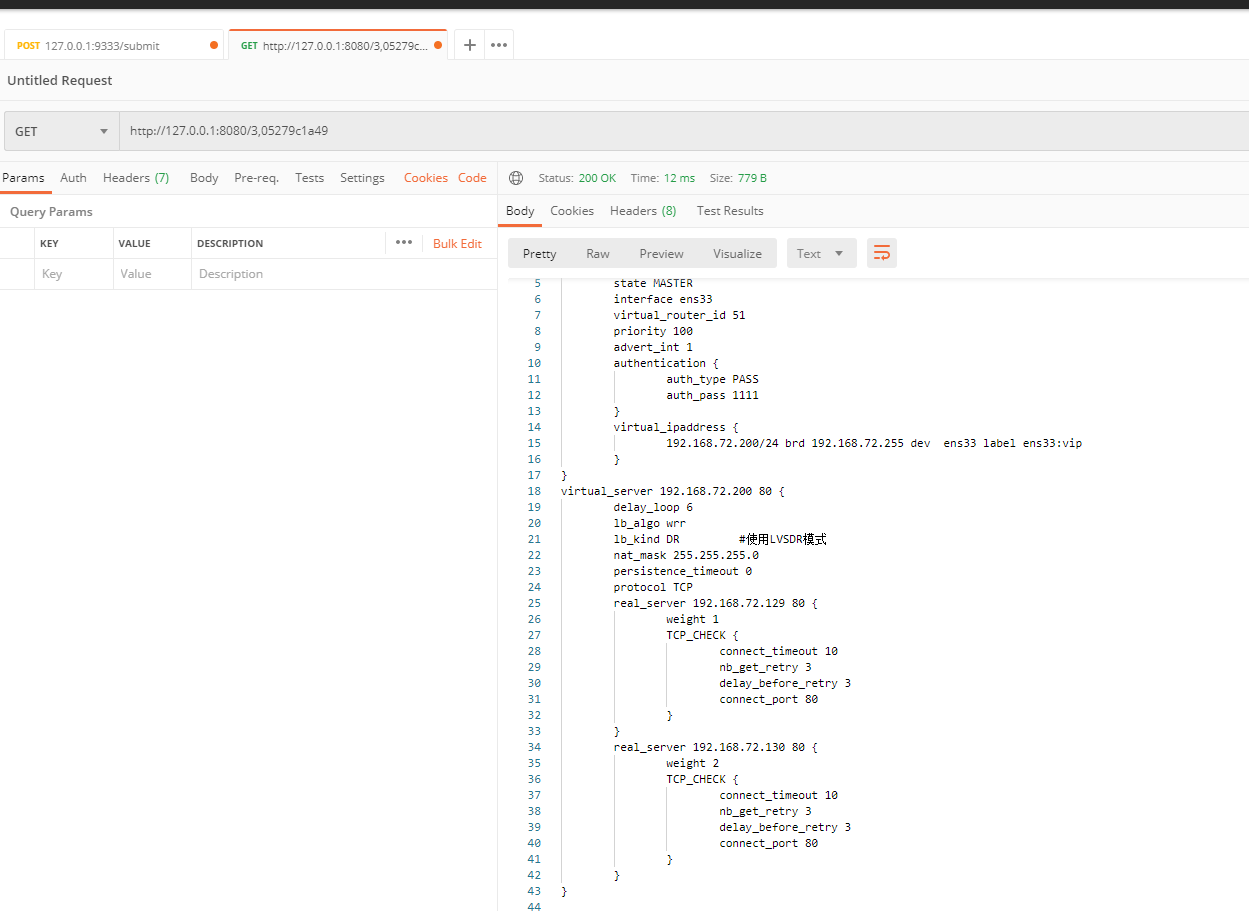 POST 127.0.0.1:9333/submit
GET http://127.0.0.1:8080/3,05279c...
Untitled Request
GET http://127.0.0.1:8080/3,05279c1a49
Params Auth Headers (7) Body Pre-req. Tests Settings Cookies Code
Status: 200 OK Time: 12 ms Size: 779 B
Query Params
KEY VALUE DESCRIPTION ••• Bulk Edit
Key Value Description
Body Cookies Headers (8) Test Results
Pretty Raw Preview Visualize Text
5 state MASTER
6 interface ens33
7 virtual_router_id 51
8 priority 100
9 advert_int 1
10 authentication {
11 auth_type PASS
12 auth_pass 1111
13 }
14 virtual_ipaddress {
15 192.168.72.200/24 brd 192.168.72.255 dev  ens33 label ens33:vip
16 }
17 }
18 virtual_server 192.168.72.200 80 {
19 delay_loop 6
20 lb_algo wrr
21 lb_kind DR #使用LVSDR模式
22 nat_mask 255.255.255.0
23 persistence_timeout 0
24 protocol TCP
25 real_server 192.168.72.129 80 {
26 weight 1
27 TCP_CHECK {
28 connect_timeout 10
29 nb_get_retry 3
30 delay_before_retry 3
31 connect_port 80
32 }
33 }
34 real_server 192.168.72.130 80 {
35 weight 2
36 TCP_CHECK {
37 connect_timeout 10
38 nb_get_retry 3
39 delay_before_retry 3
40 connect_port 80
41 }
42 }
43 }
44